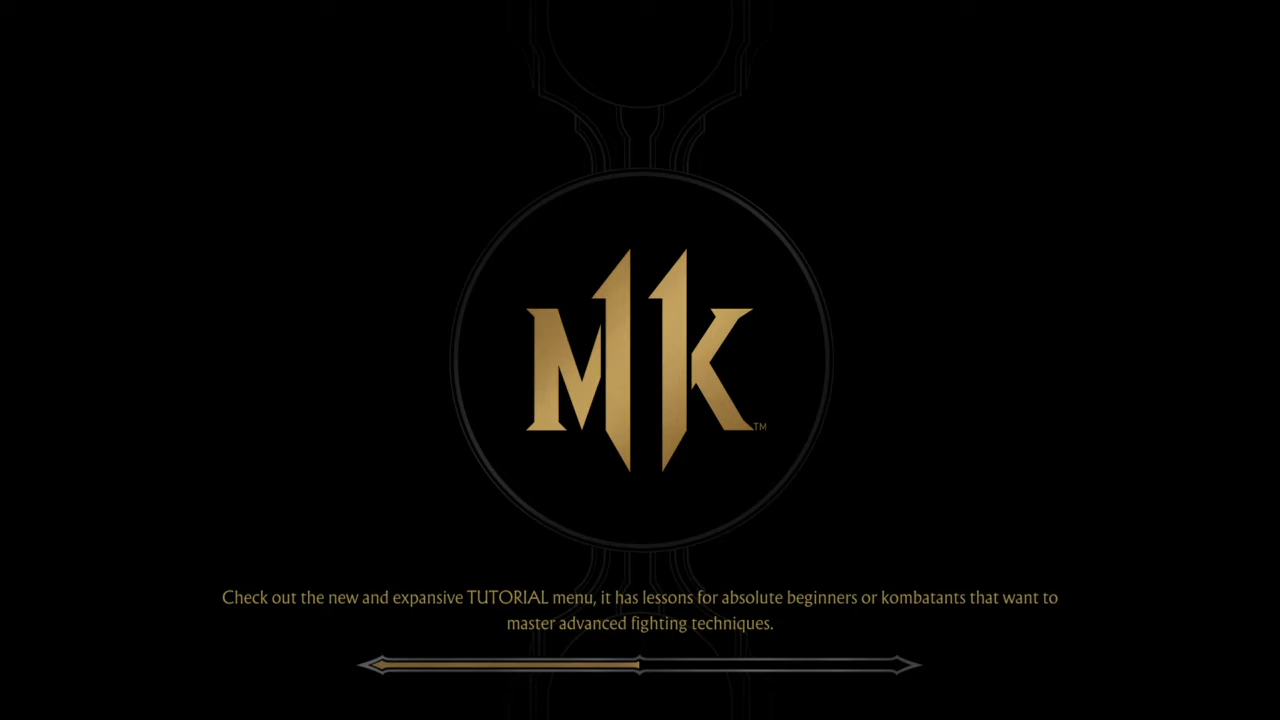 M11K™
Check out the new and expansive TUTORIAL menu, it has lessons for absolute beginners or kombatants that want to
master advanced fighting techniques.